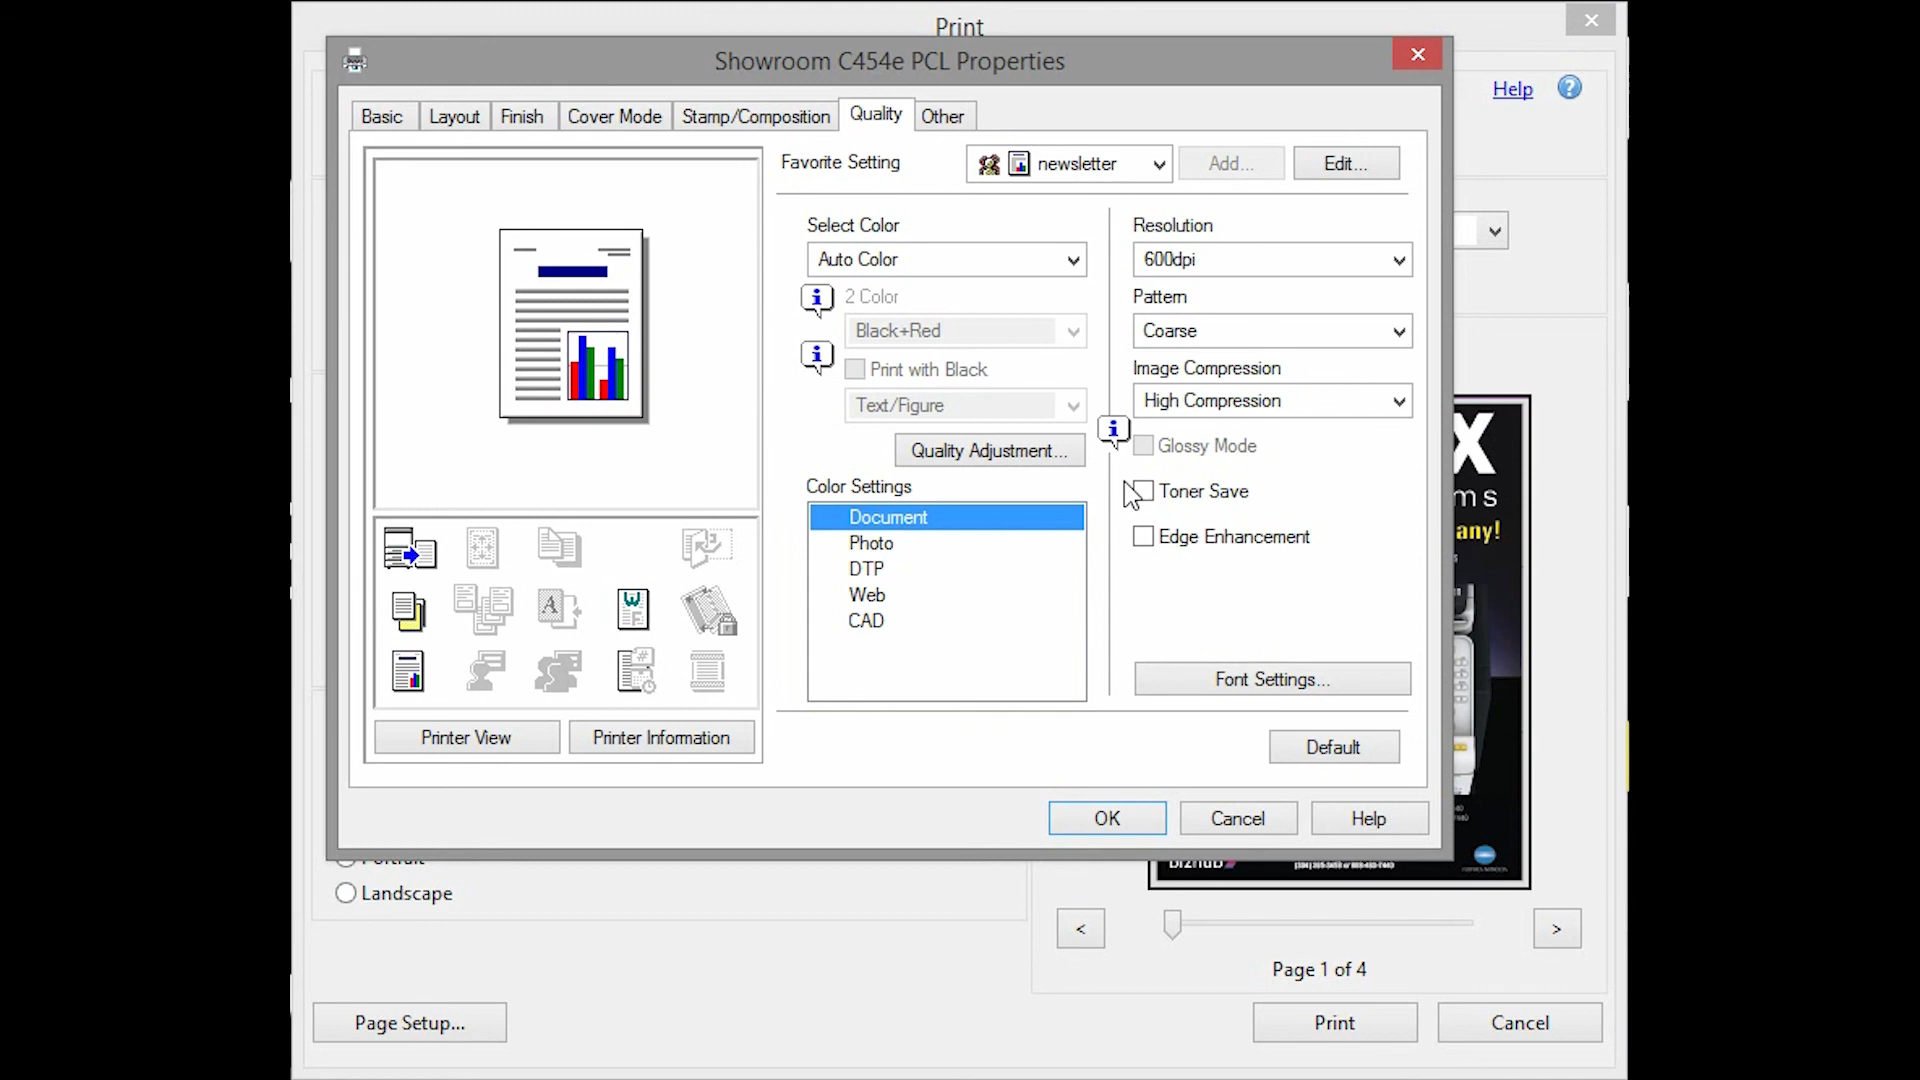 Print
Help
Showroom C454e PCL Properties
Basic
Layout
Finish
Cover Mode
Stamp/Composition
Quality
Other
Favorite Setting
newsletter
Add...
Edit...
Select Color
Auto Color
2 Color
Black+Red
Print with Black
Text/Figure
Quality Adjustment...
Color Settings
Document
Photo
DTP
Web
CAD
Resolution
600dpi
Pattern
Coarse
Image Compression
High Compression
Glossy Mode
Toner Save
Edge Enhancement
Font Settings...
Printer View
Printer Information
Default
OK
Cancel
Help
X
ms
any!
bizhub
Portrait
Landscape
<
>
Page 1 of 4
Page Setup...
Print
Cancel